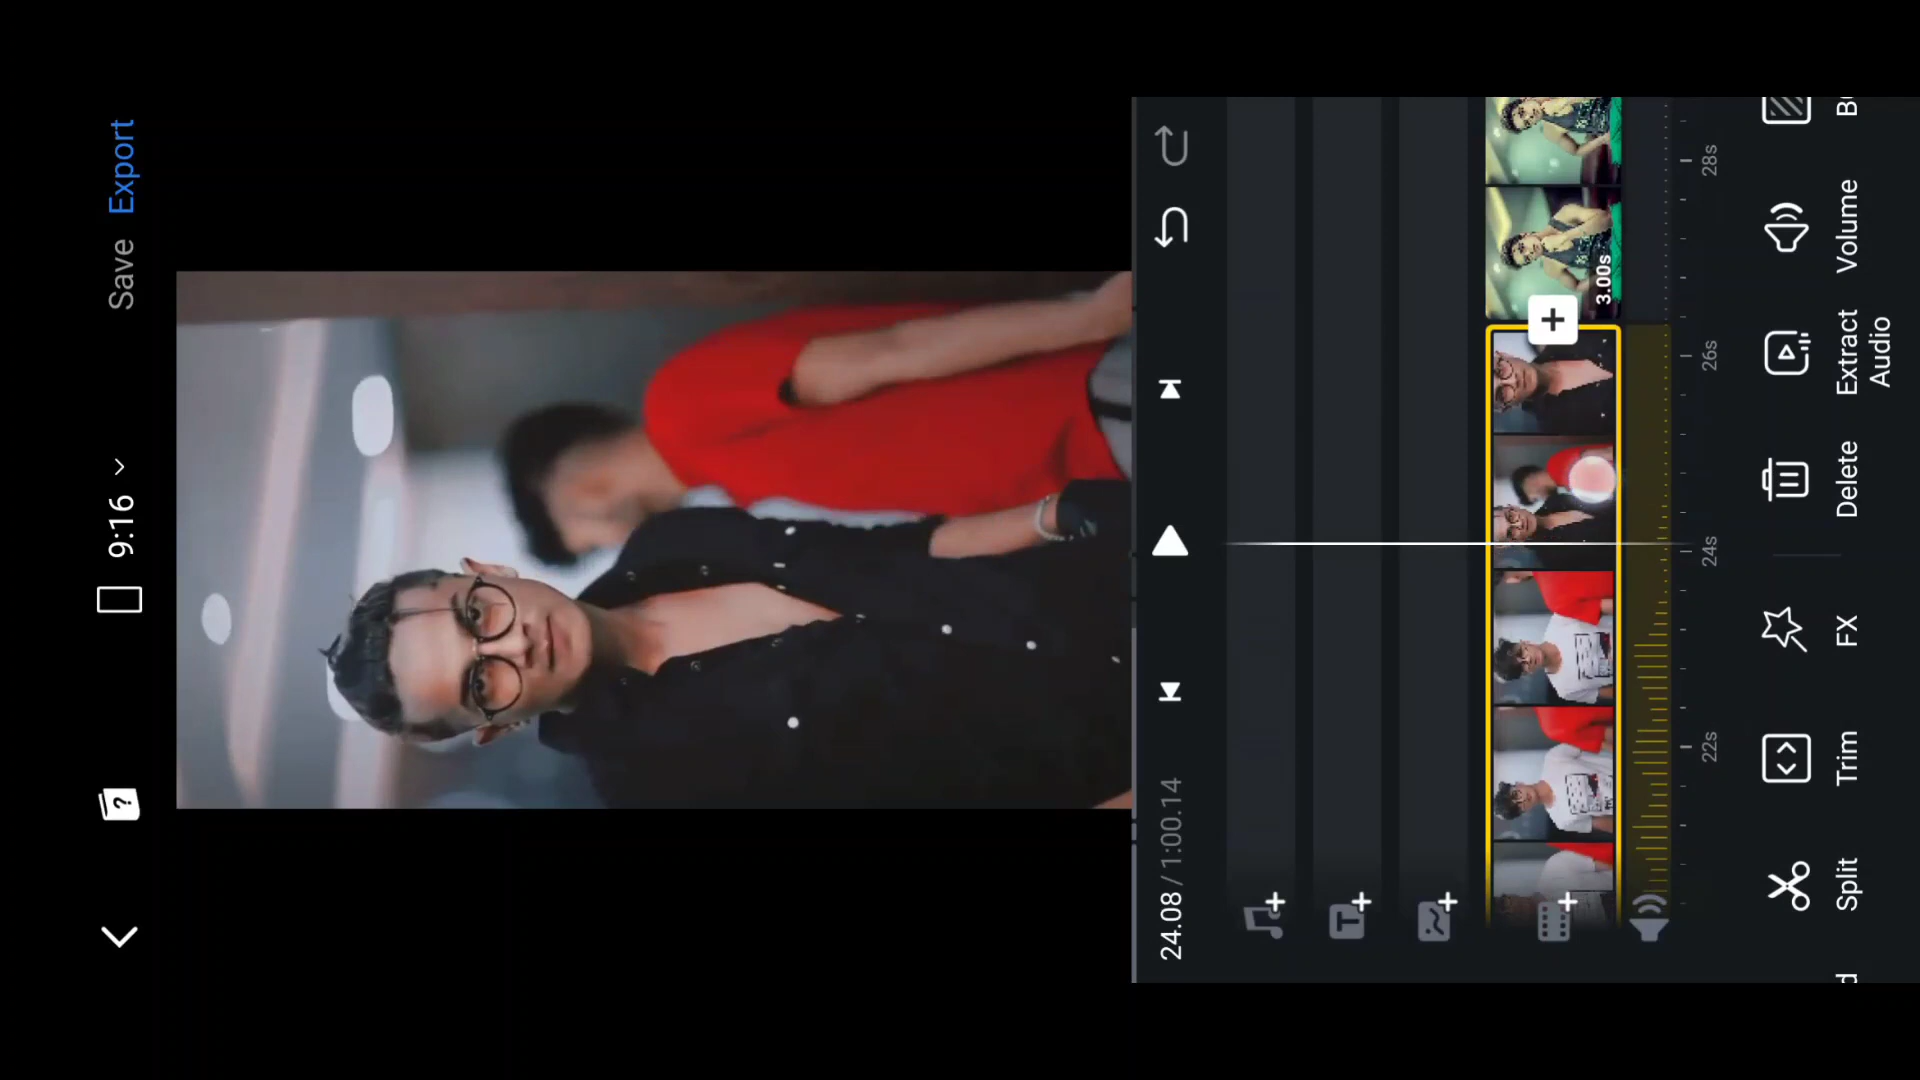 9:16
Save
Export
24.08 / 1:00.14
3.00s
22s
24s
26s
28s
Split
Trim
FX
Delete
Extract
Audio
Volume